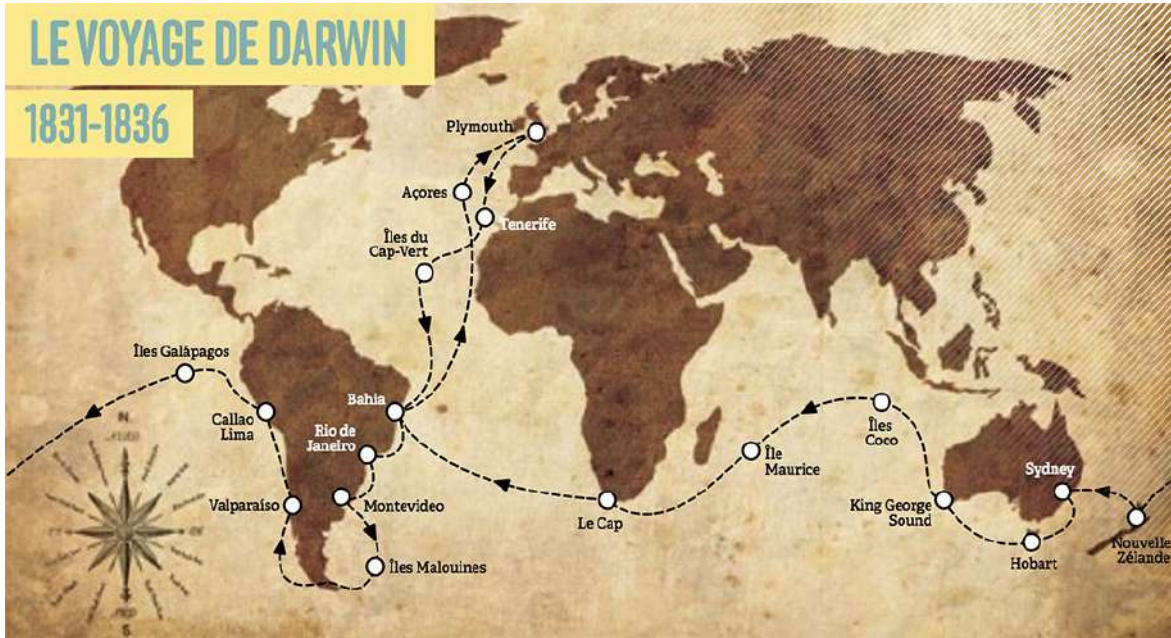 LE VOYAGE DE DARWIN
1831-1836
Plymouth
Açores
Tenerife
Îles du
Cap-Vert
Îles Galápagos
Callao
Lima
Bahia
Rio de
Janeiro
Îles
Coco
Île
Maurice
Sydney
Valparaíso
Montevideo
Le Cap
King George
Sound
Nouvelle
Zélande
Hobart
Îles Malouines
N
S